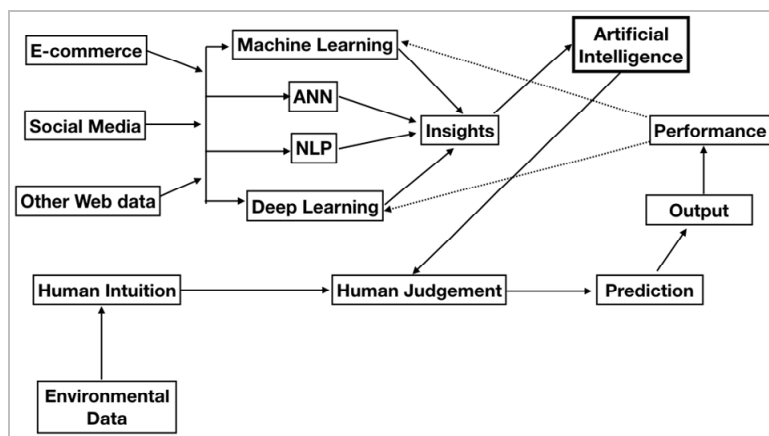 E-commerce
Machine Learning
Artificial
Intelligence
ANN
Social Media
Insights
Performance
NLP
Other Web data
Deep Learning
Output
Human Intuition
Human Judgement
Prediction
Environmental
Data